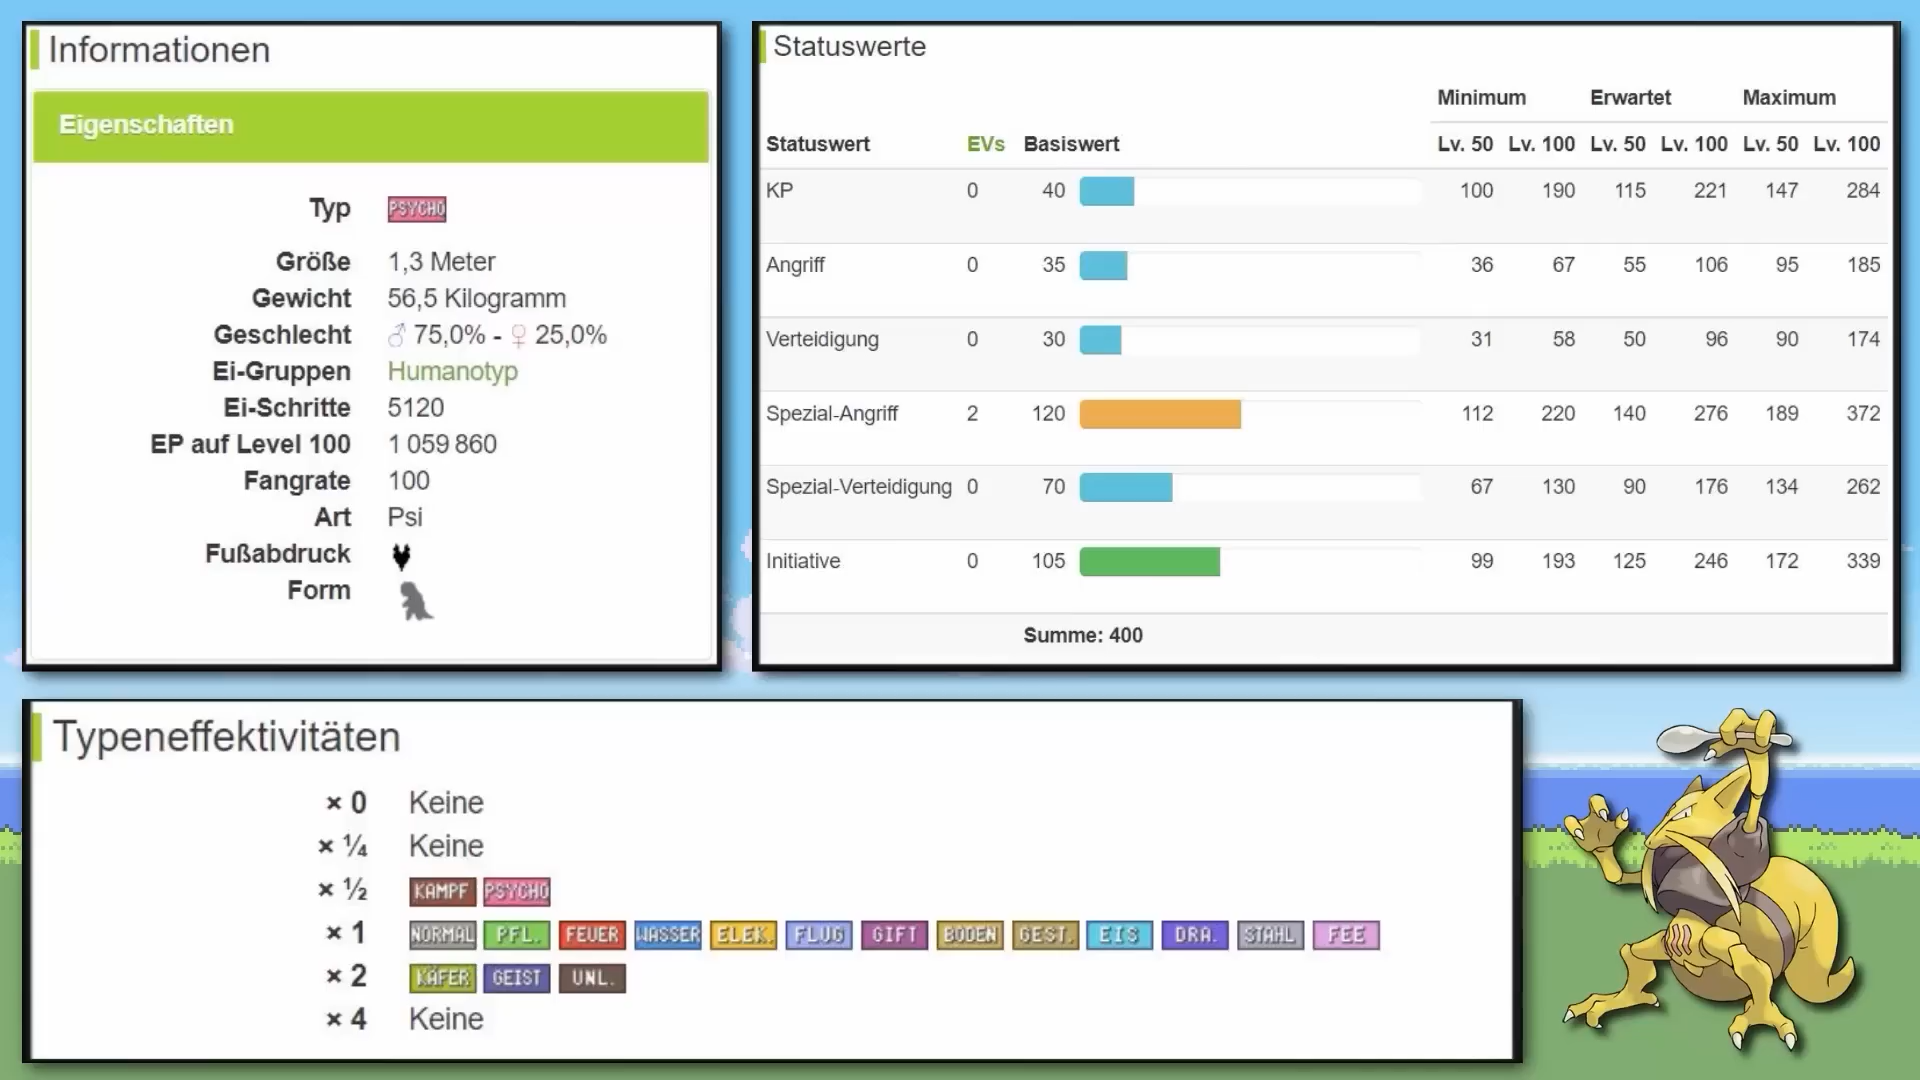 Informationen
Eigenschaften
Typ PSYCHO
Größe 1,3 Meter
Gewicht 56,5 Kilogramm
Geschlecht ♂ 75,0% - ♀ 25,0%
Ei-Gruppen Humanotyp
Ei-Schritte 5120
EP auf Level 100 1 059 860
Fangrate 100
Art Psi
Fußabdruck
Form
Statuswerte
Minimum Erwartet Maximum
Statuswert EVs Basiswert Lv. 50 Lv. 100 Lv. 50 Lv. 100 Lv. 50 Lv. 100
KP 0 40 100 190 115 221 147 284
Angriff 0 35 36 67 55 106 95 185
Verteidigung 0 30 31 58 50 96 90 174
Spezial-Angriff 2 120 112 220 140 276 189 372
Spezial-Verteidigung 0 70 67 130 90 176 134 262
Initiative 0 105 99 193 125 246 172 339
Summe: 400
Typeneffektivitäten
× 0 Keine
× ¼ Keine
× ½ KAMPF PSYCHO
× 1 NORMAL PFL. FEUER WASSER ELEK. FLUG GIFT BODEN GEST. EIS DRA. STAHL FEE
× 2 KÄFER GEIST UNL.
× 4 Keine